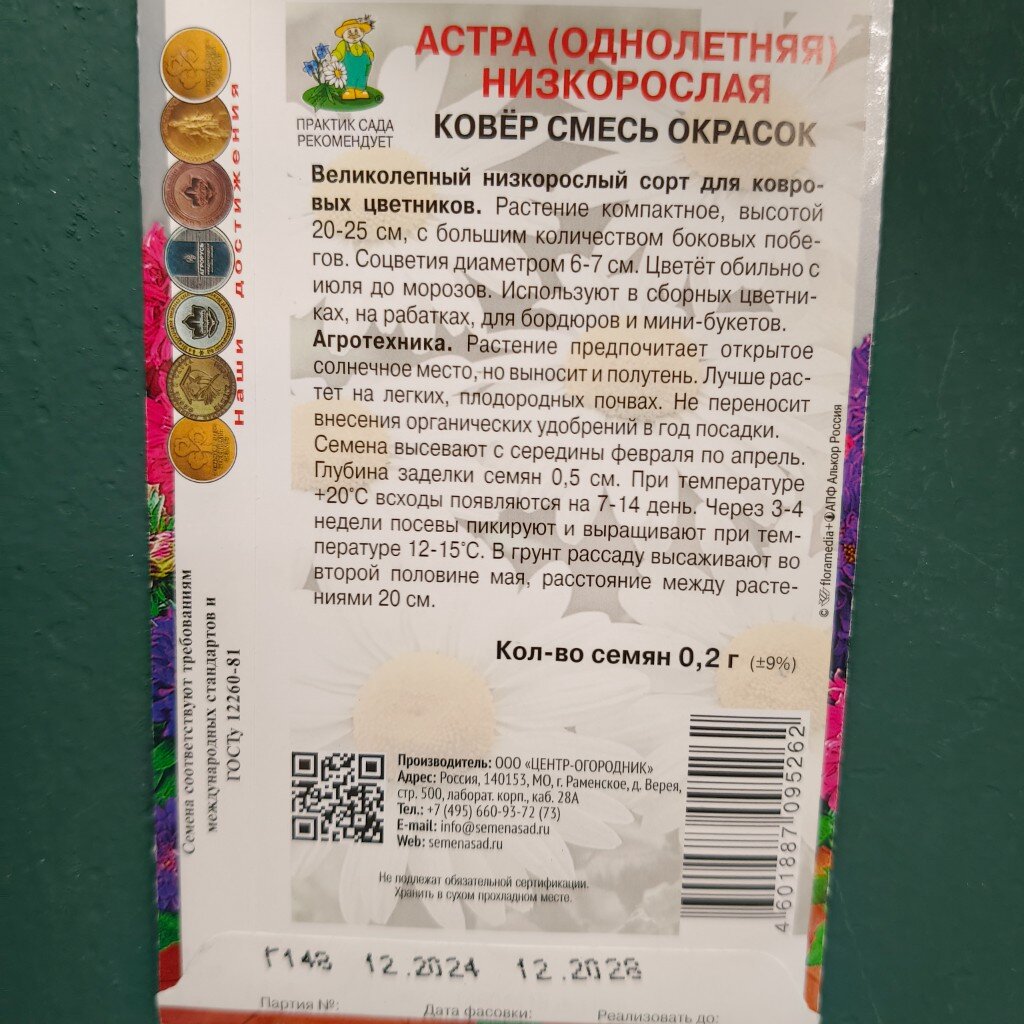 АСТРА (ОДНОЛЕТНЯЯ)
НИЗКОРОСЛАЯ
КОВЁР СМЕСЬ ОКРАСОК
ПРАКТИК САДА
РЕКОМЕНДУЕТ
Великолепный низкорослый сорт для ковро-
вых цветников. Растение компактное, высотой
20-25 см, с большим количеством боковых побе-
гов. Соцветия диаметром 6-7 см. Цветёт обильно с
июля до морозов. Используют в сборных цветни-
ках, на рабатках, для бордюров и мини-букетов.
Агротехника. Растение предпочитает открытое
солнечное место, но выносит и полутень. Лучше рас-
тет на легких, плодородных почвах. Не переносит
внесения органических удобрений в год посадки.
Семена высевают с середины февраля по апрель.
Глубина заделки семян 0,5 см. При температуре
+20°С всходы появляются на 7-14 день. Через 3-4
недели посевы пикируют и выращивают при тем-
пературе 12-15°С. В грунт рассаду высаживают во
второй половине мая, расстояние между расте-
ниями 20 см.
Кол-во семян 0,2 г (±9%)
Наши достижения
Семена соответствуют требованиям
международных стандартов и
ГОСТу 12260-81
© floramedia + АПФ Алькор Россия
Производитель: ООО «ЦЕНТР-ОГОРОДНИК»
Адрес: Россия, 140153, МО, г. Раменское, д. Верея,
стр. 500, лаборат. корп., каб. 28А
Тел.: +7 (495) 660-93-72 (73)
E-mail: info@semenasad.ru
Web: semenasad.ru
Не подлежат обязательной сертификации.
Хранить в сухом прохладном месте.
4 601887 095262
Г148 12.2024 12.2028
Партия №: Дата фасовки: Реализовать до: